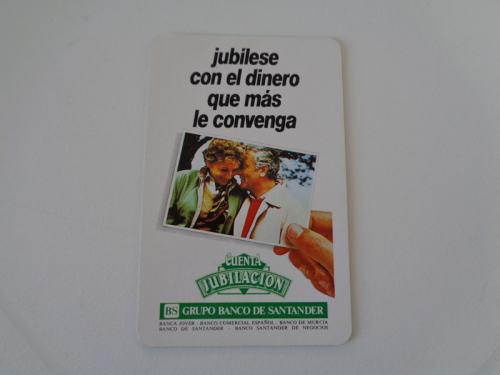 jubilese
con el dinero
que más
le convenga
CUENTA
JUBILACIÓN
BS GRUPO BANCO DE SANTANDER
BANCA JOVER - BANCO COMERCIAL ESPAÑOL - BANCO DE MURCIA
BANCO DE SANTANDER - BANCO SANTANDER DE NEGOCIOS